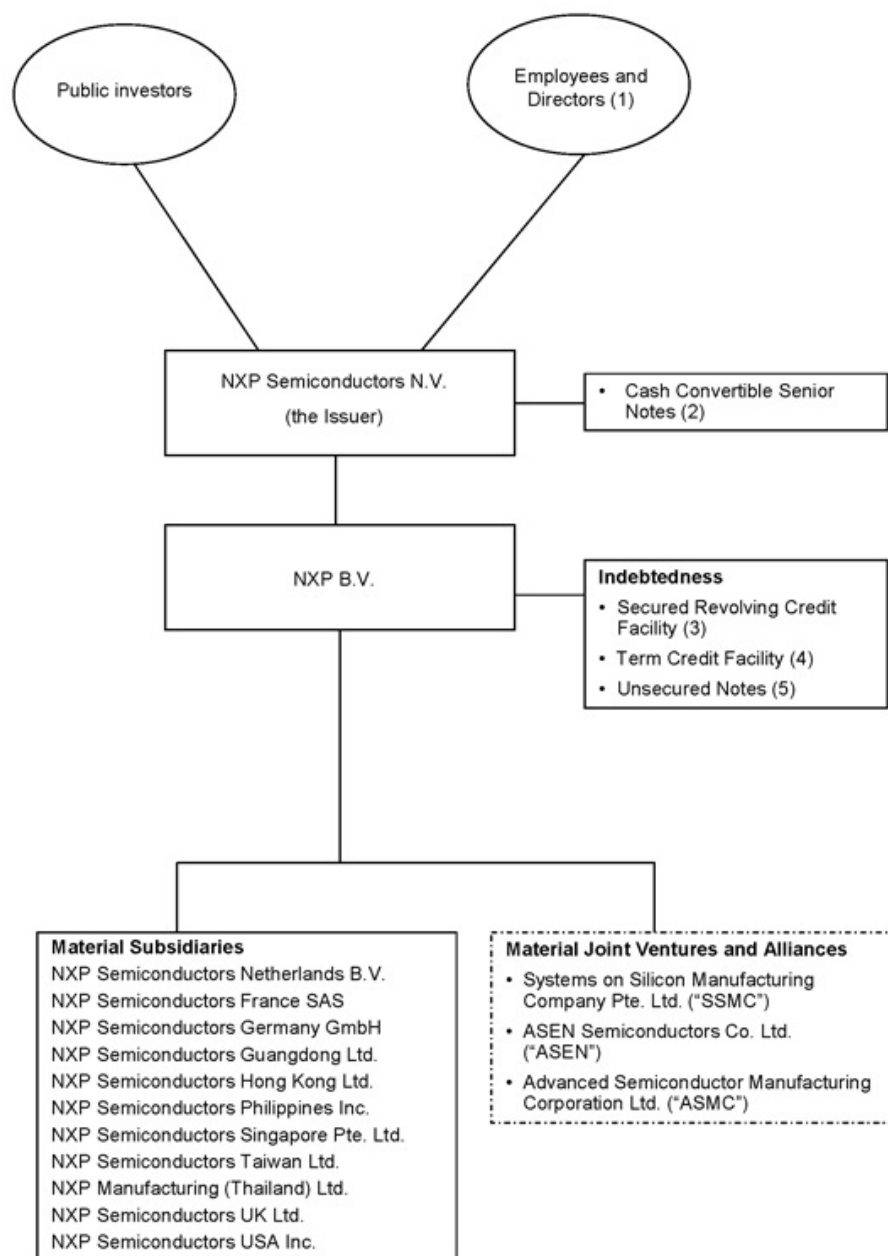 Public investors
Employees and
Directors (1)
NXP Semiconductors N.V.
(the Issuer)
• Cash Convertible Senior
Notes (2)
NXP B.V.
Indebtedness
• Secured Revolving Credit
Facility (3)
• Term Credit Facility (4)
• Unsecured Notes (5)
Material Subsidiaries
NXP Semiconductors Netherlands B.V.
NXP Semiconductors France SAS
NXP Semiconductors Germany GmbH
NXP Semiconductors Guangdong Ltd.
NXP Semiconductors Hong Kong Ltd.
NXP Semiconductors Philippines Inc.
NXP Semiconductors Singapore Pte. Ltd.
NXP Semiconductors Taiwan Ltd.
NXP Manufacturing (Thailand) Ltd.
NXP Semiconductors UK Ltd.
NXP Semiconductors USA Inc.
Material Joint Ventures and Alliances
• Systems on Silicon Manufacturing
Company Pte. Ltd. (“SSMC”)
• ASEN Semiconductors Co. Ltd.
(“ASEN”)
• Advanced Semiconductor Manufacturing
Corporation Ltd. (“ASMC”)